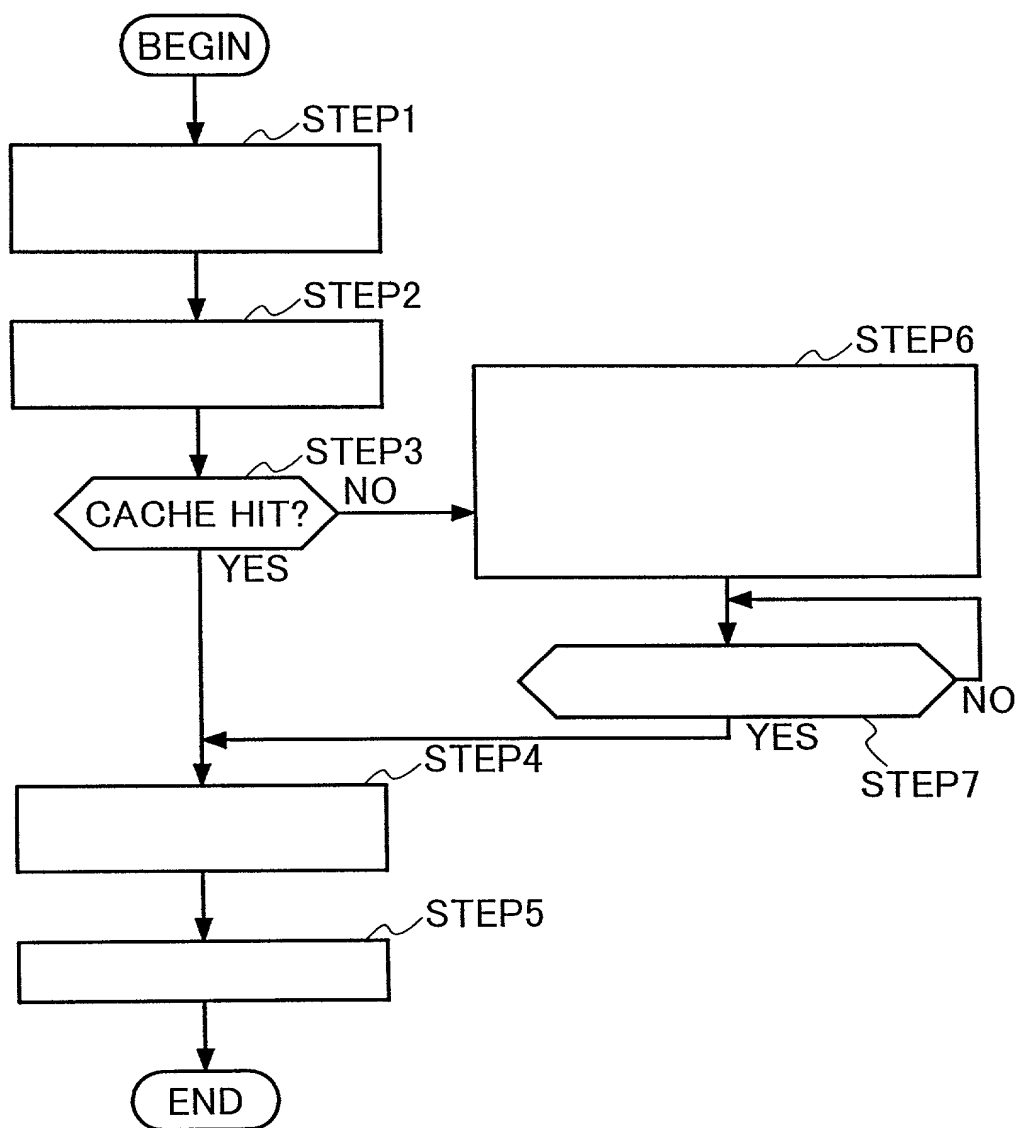 BEGIN
STEP1
STEP2
STEP6
STEP3
CACHE HIT?
NO
YES
NO
YES
STEP7
STEP4
STEP5
END